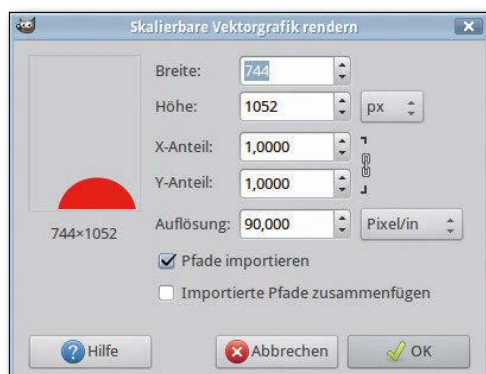 Skalierbare Vektorgrafik rendern
Breite: 744
Höhe: 1052 px
X-Anteil: 1,0000
Y-Anteil: 1,0000
744×1052
Auflösung: 90,000 Pixel/in
Pfade importieren
Importierte Pfade zusammenfügen
Hilfe Abbrechen OK